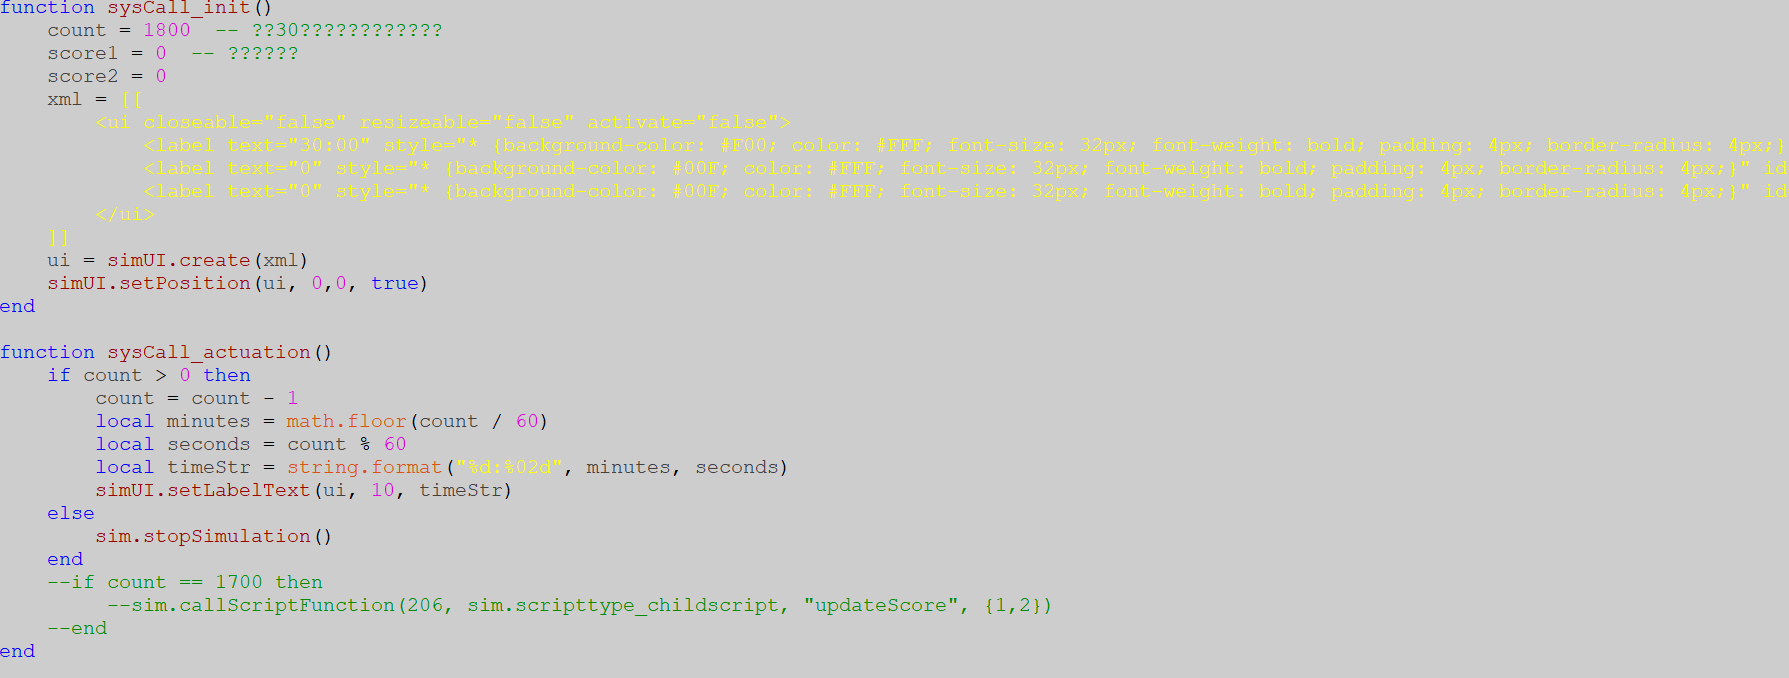 function sysCall_init()
    count = 1800  -- ??30????????????
    score1 = 0  -- ??????
    score2 = 0
    xml = [[
        <ui closeable="false" resizeable="false" activate="false">
            <label text="30:00" style="* {background-color: #F00; color: #FFF; font-size: 32px; font-weight: bold; padding: 4px; border-radius: 4px;}
            <label text="0" style="* {background-color: #00F; color: #FFF; font-size: 32px; font-weight: bold; padding: 4px; border-radius: 4px;}" id
            <label text="0" style="* {background-color: #00F; color: #FFF; font-size: 32px; font-weight: bold; padding: 4px; border-radius: 4px;}" id
        </ui>
    ]]
    ui = simUI.create(xml)
    simUI.setPosition(ui, 0,0, true)
end

function sysCall_actuation()
    if count > 0 then
        count = count - 1
        local minutes = math.floor(count / 60)
        local seconds = count % 60
        local timeStr = string.format("%d:%02d", minutes, seconds)
        simUI.setLabelText(ui, 10, timeStr)
    else
        sim.stopSimulation()
    end
    --if count == 1700 then
         --sim.callScriptFunction(206, sim.scripttype_childscript, "updateScore", {1,2})
    --end
end